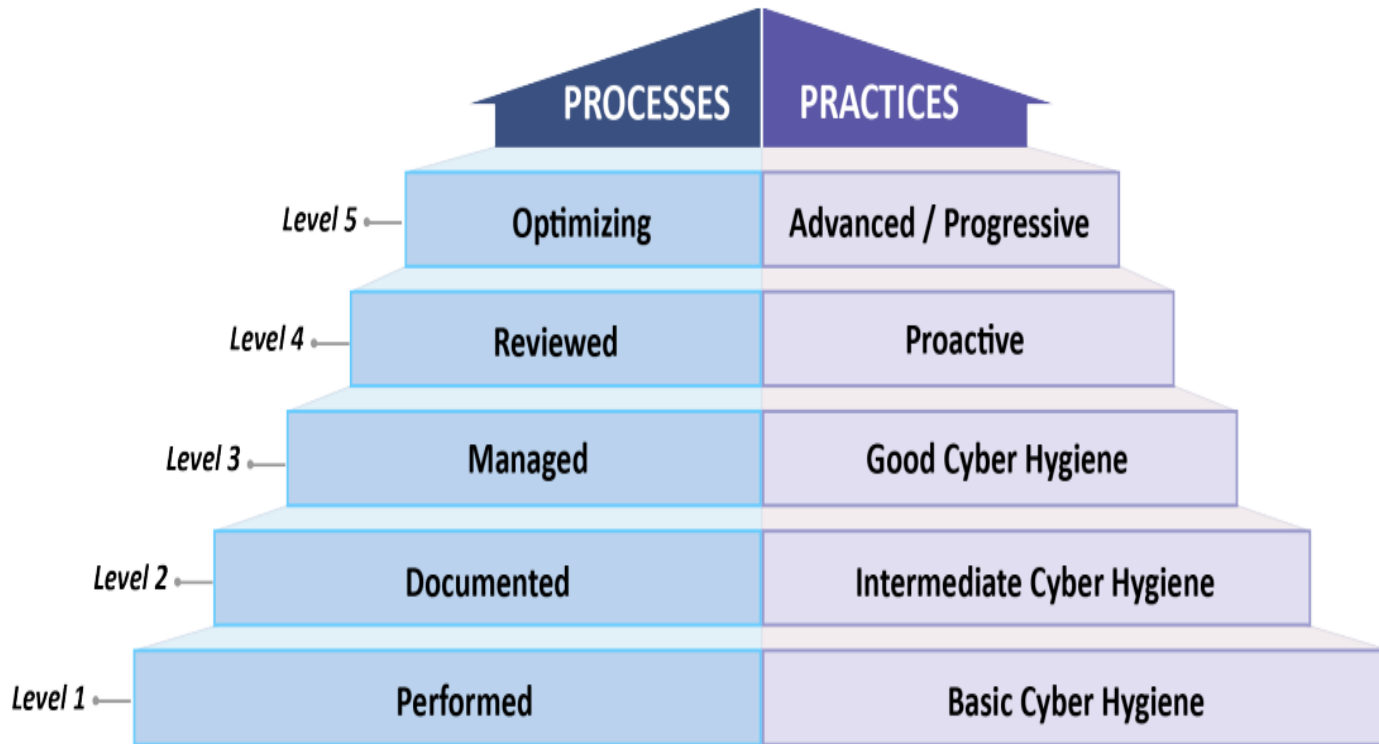 PROCESSES PRACTICES
Level 5 Optimizing Advanced / Progressive
Level 4 Reviewed Proactive
Level 3 Managed Good Cyber Hygiene
Level 2 Documented Intermediate Cyber Hygiene
Level 1 Performed Basic Cyber Hygiene